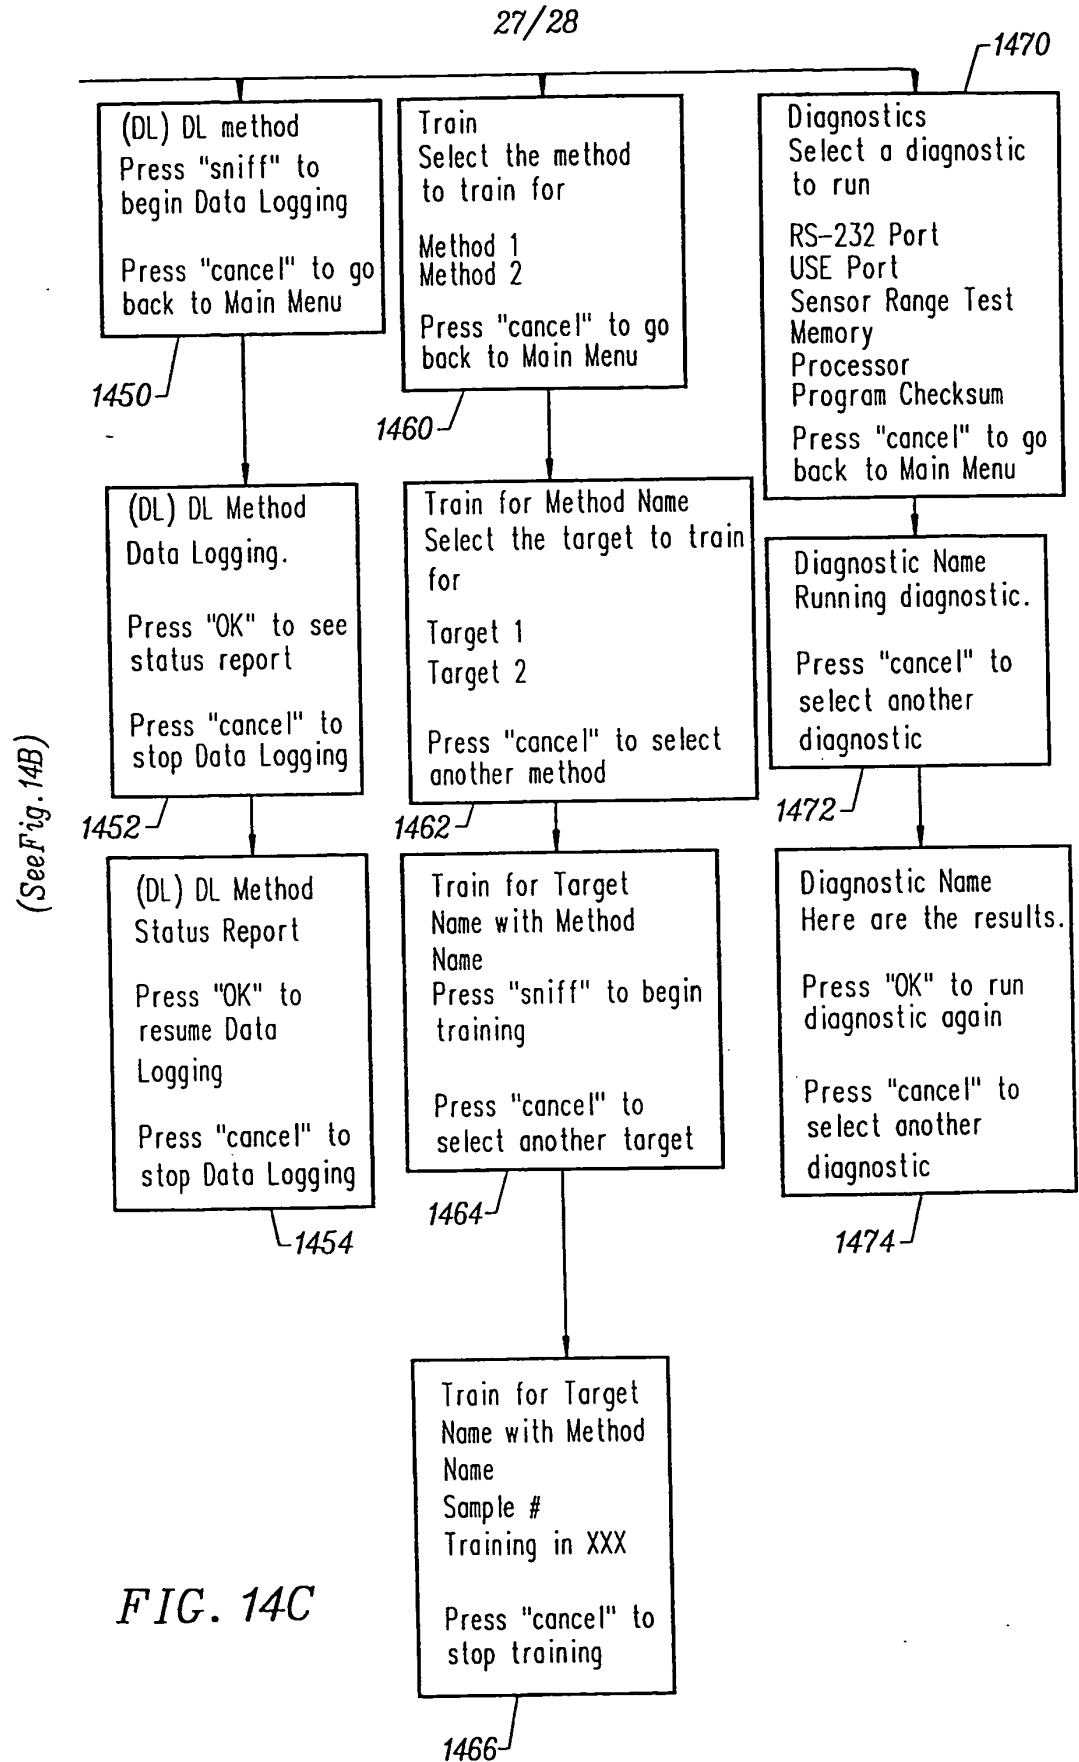 27/28
1470
(DL) DL method
Press "sniff" to
begin Data Logging
Press "cancel" to go
back to Main Menu
1450
Train
Select the method
to train for
Method 1
Method 2
Press "cancel" to go
back to Main Menu
1460
Diagnostics
Select a diagnostic
to run
RS-232 Port
USE Port
Sensor Range Test
Memory
Processor
Program Checksum
Press "cancel" to go
back to Main Menu
(DL) DL Method
Data Logging.
Press "OK" to see
status report
Press "cancel" to
stop Data Logging
1452
Train for Method Name
Select the target to train
for
Target 1
Target 2
Press "cancel" to select
another method
1462
Diagnostic Name
Running diagnostic.
Press "cancel" to
select another
diagnostic
1472
(See Fig. 14B)
(DL) DL Method
Status Report
Press "OK" to
resume Data
Logging
Press "cancel" to
stop Data Logging
1454
Train for Target
Name with Method
Name
Press "sniff" to begin
training
Press "cancel" to
select another target
1464
Diagnostic Name
Here are the results.
Press "OK" to run
diagnostic again
Press "cancel" to
select another
diagnostic
1474
Train for Target
Name with Method
Name
Sample #
Training in XXX
Press "cancel" to
stop training
1466
FIG. 14C